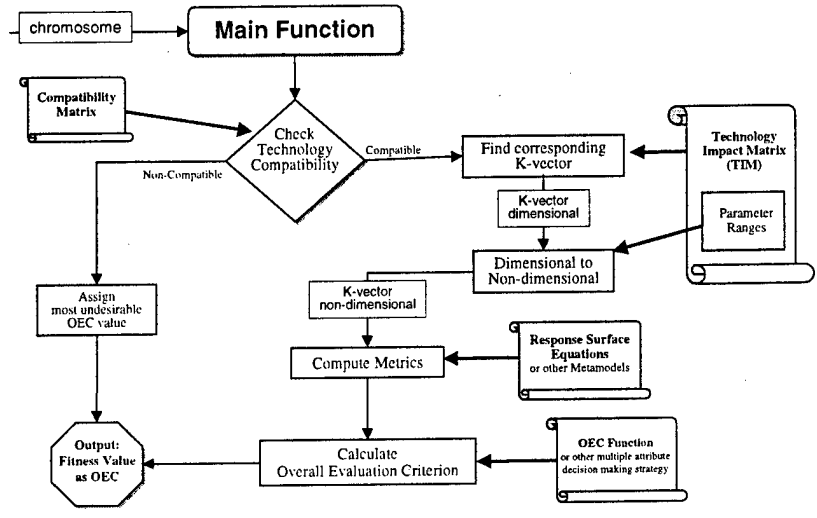 chromosome
Main Function
Compatibility
Matrix
Check
Technology
Compatibility
Compatible
Non-Compatible
Find corresponding
K-vector
Technology
Impact Matrix
(TIM)
K-vector
dimensional
Parameter
Ranges
Dimensional to
Non-dimensional
Assign
most undesirable
OEC value
K-vector
non-dimensional
Compute Metrics
Response Surface
Equations
or other Metamodels
Output:
Fitness Value
as OEC
Calculate
Overall Evaluation Criterion
OEC Function
or other multiple attribute
decision making strategy